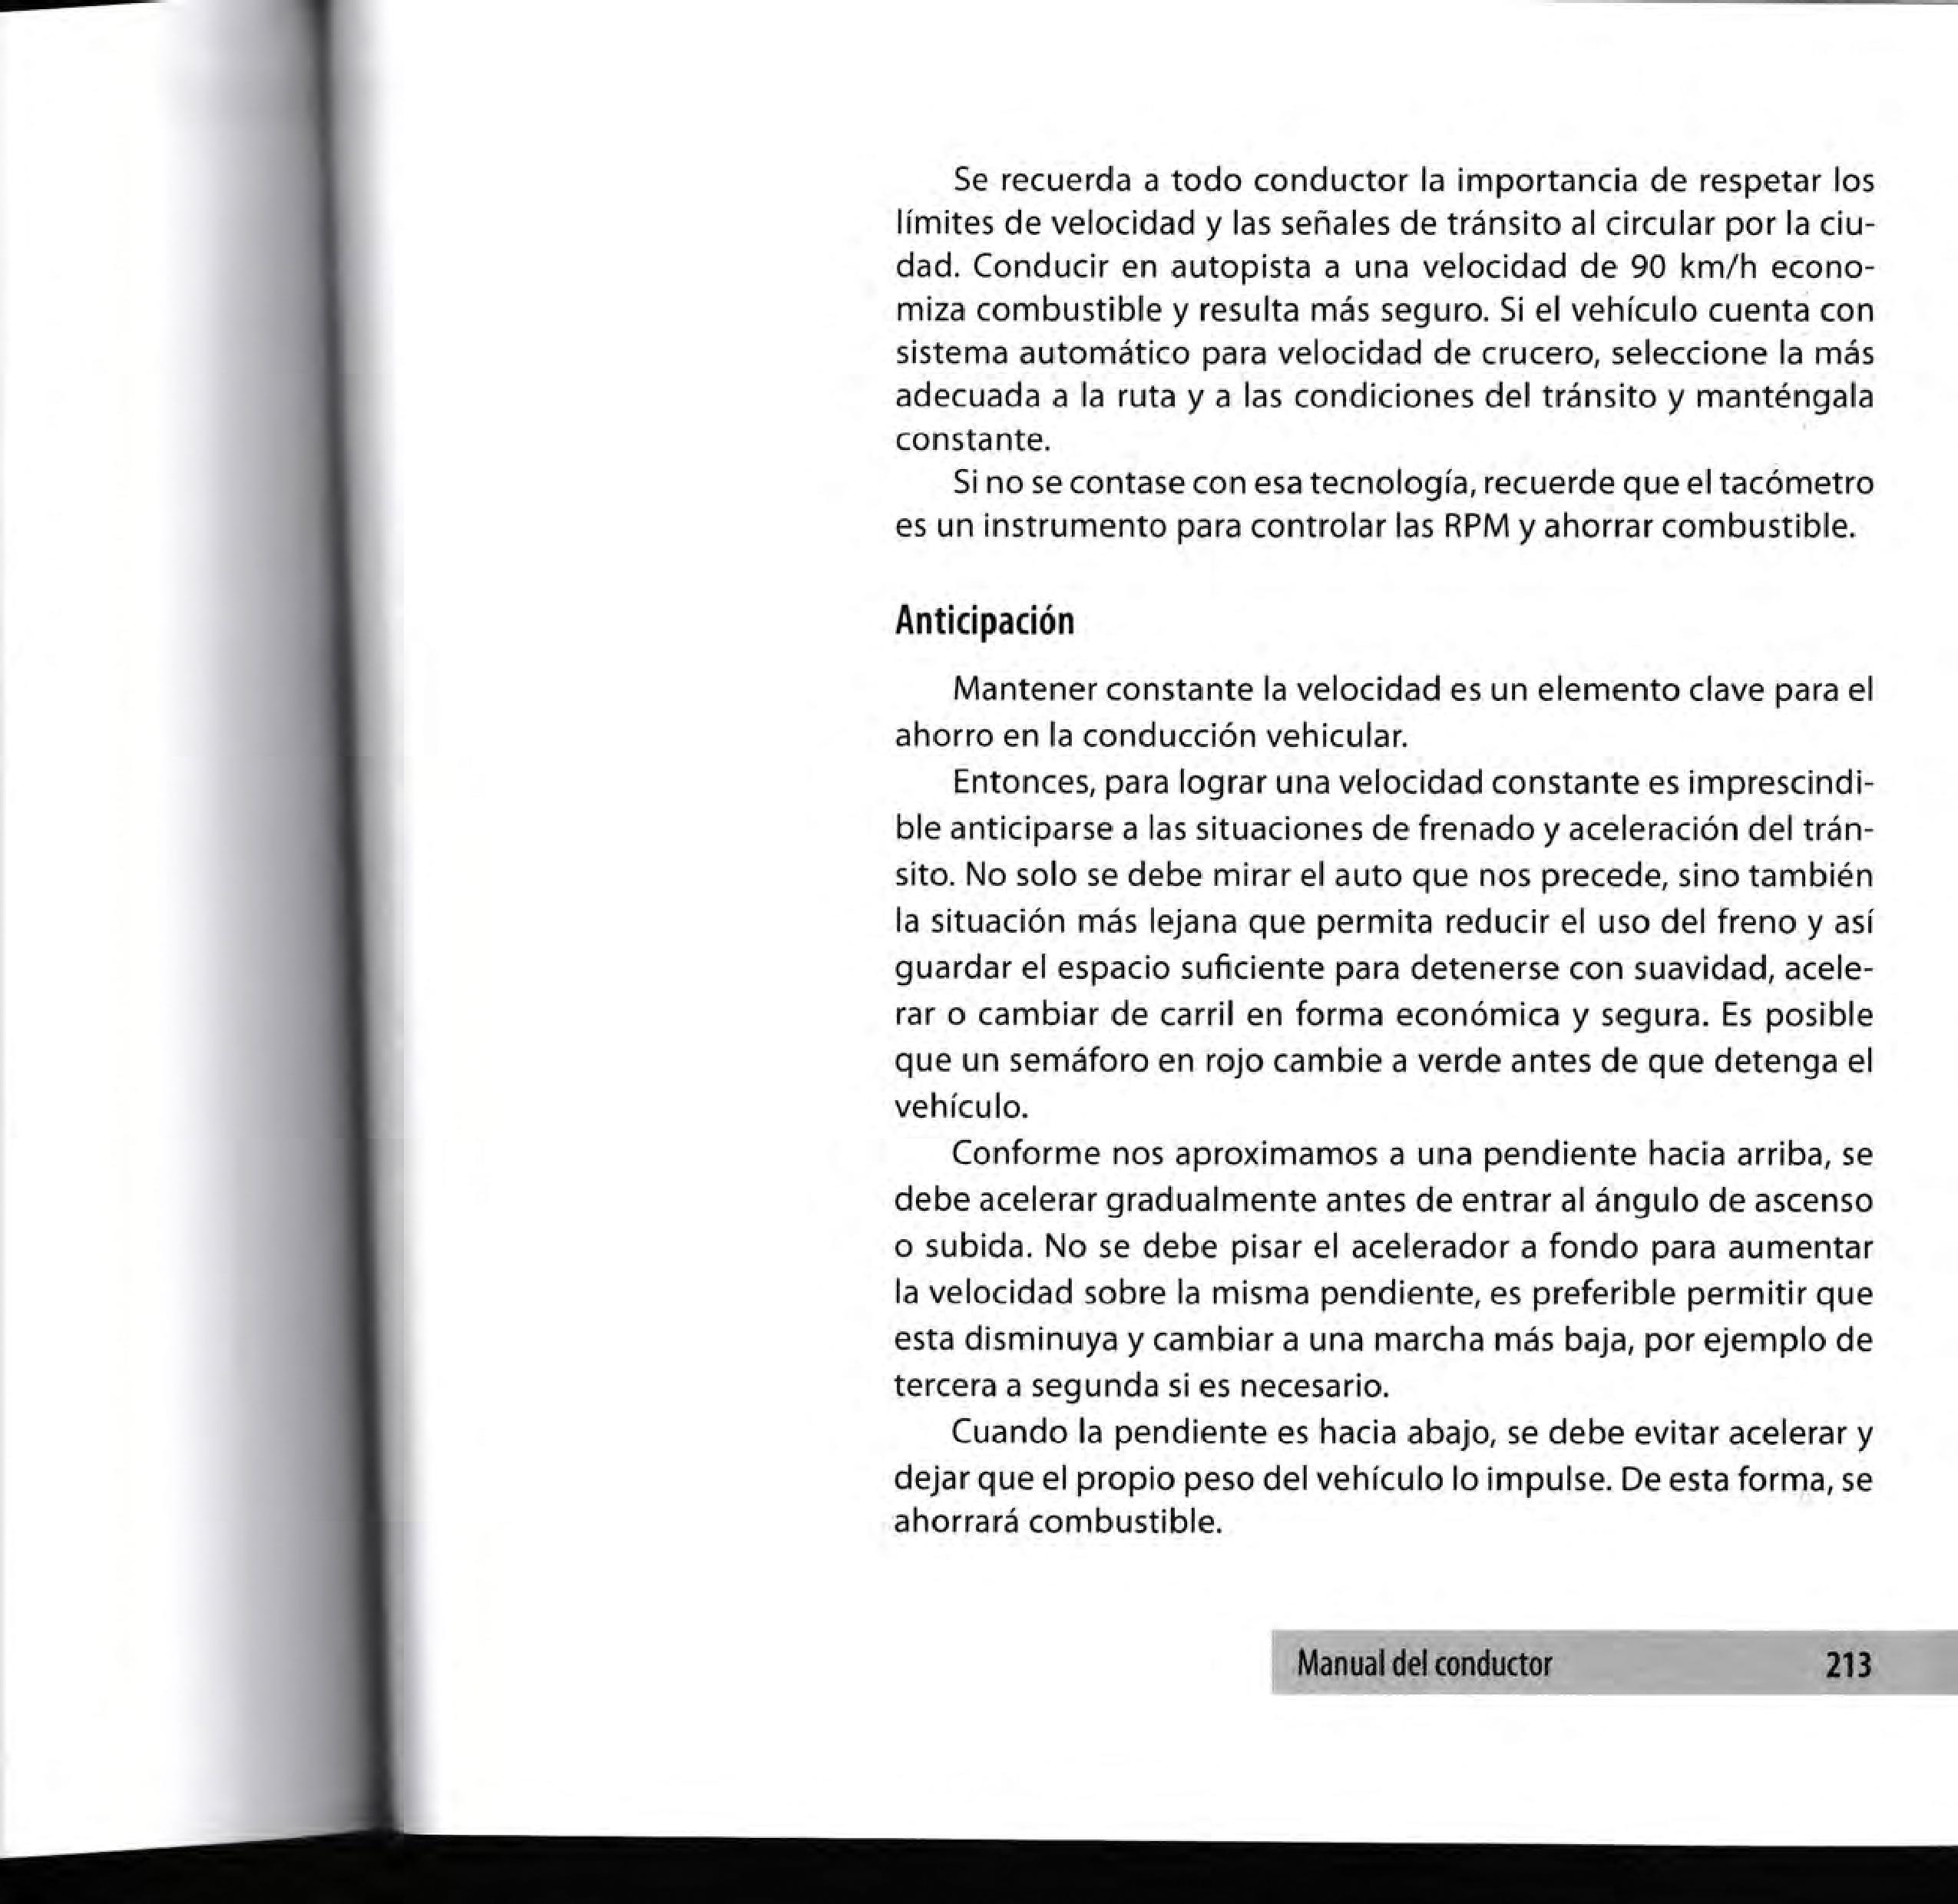 Se recuerda a todo conductor la importancia de respetar los
límites de velocidad y las señales de tránsito al circular por la ciu-
dad. Conducir en autopista a una velocidad de 90 km/h econo-
miza combustible y resulta más seguro. Si el vehículo cuenta con
sistema automático para velocidad de crucero, seleccione la más
adecuada a la ruta y a las condiciones del tránsito y manténgala
constante.
Si no se contase con esa tecnología, recuerde que el tacómetro
es un instrumento para controlar las RPM y ahorrar combustible.
Anticipación
Mantener constante la velocidad es un elemento clave para el
ahorro en la conducción vehicular.
Entonces, para lograr una velocidad constante es imprescindi-
ble anticiparse a las situaciones de frenado y aceleración del trán-
sito. No solo se debe mirar el auto que nos precede, sino también
la situación más lejana que permita reducir el uso del freno y así
guardar el espacio suficiente para detenerse con suavidad, acele-
rar o cambiar de carril en forma económica y segura. Es posible
que un semáforo en rojo cambie a verde antes de que detenga el
vehículo.
Conforme nos aproximamos a una pendiente hacia arriba, se
debe acelerar gradualmente antes de entrar al ángulo de ascenso
o subida. No se debe pisar el acelerador a fondo para aumentar
la velocidad sobre la misma pendiente, es preferible permitir que
esta disminuya y cambiar a una marcha más baja, por ejemplo de
tercera a segunda si es necesario.
Cuando la pendiente es hacia abajo, se debe evitar acelerar y
dejar que el propio peso del vehículo lo impulse. De esta forma, se
ahorrará combustible.
Manual del conductor 213